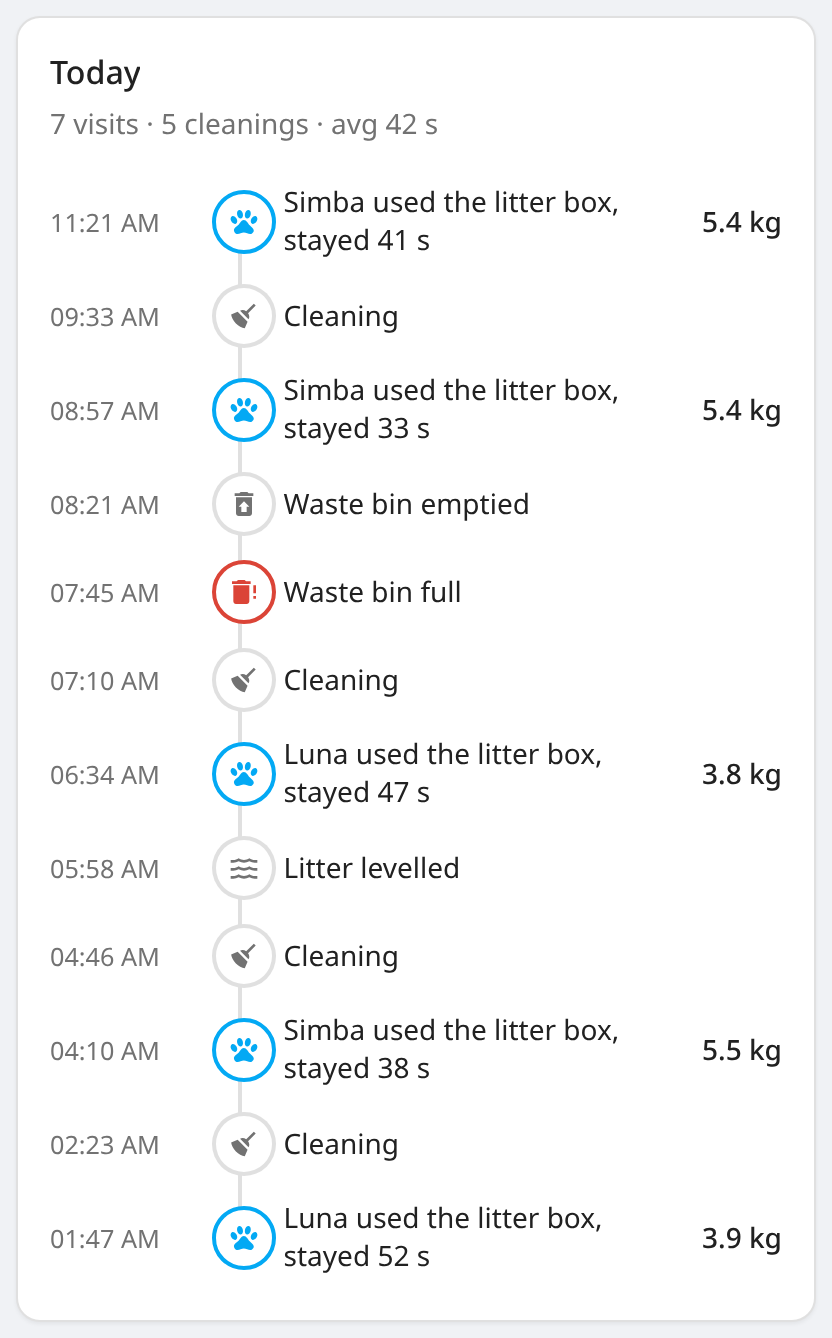 Today
7 visits · 5 cleanings · avg 42 s
11:21 AM
Simba used the litter box,
stayed 41 s
5.4 kg
09:33 AM
Cleaning
08:57 AM
Simba used the litter box,
stayed 33 s
5.4 kg
08:21 AM
Waste bin emptied
07:45 AM
Waste bin full
07:10 AM
Cleaning
06:34 AM
Luna used the litter box,
stayed 47 s
3.8 kg
05:58 AM
Litter levelled
04:46 AM
Cleaning
04:10 AM
Simba used the litter box,
stayed 38 s
5.5 kg
02:23 AM
Cleaning
01:47 AM
Luna used the litter box,
stayed 52 s
3.9 kg